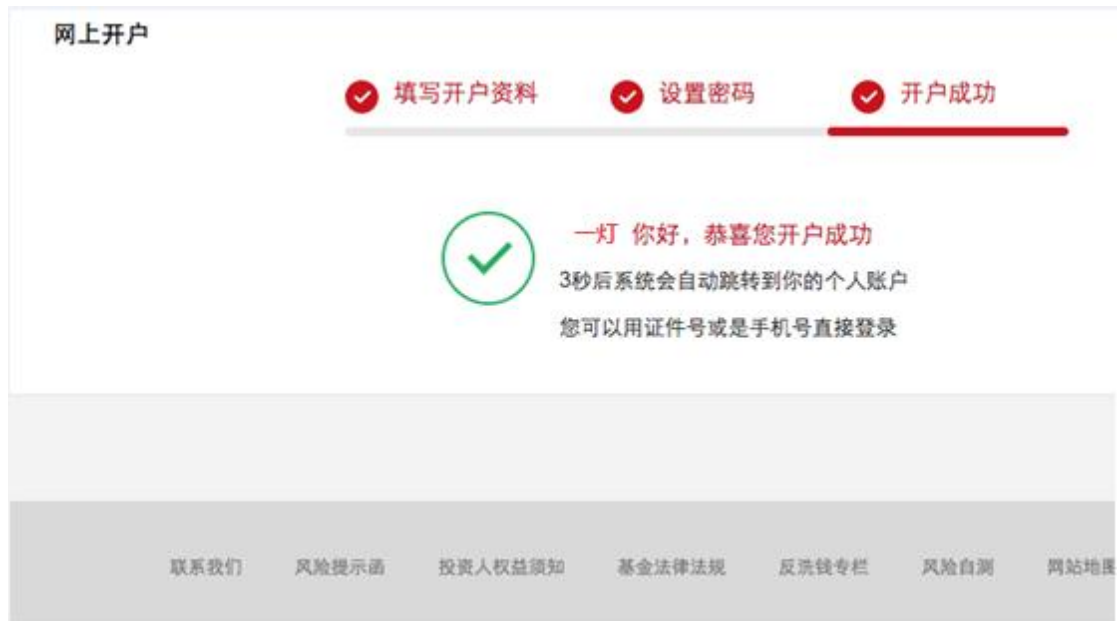 网上开户
填写开户资料 设置密码 开户成功
一灯 你好，恭喜您开户成功
3秒后系统会自动跳转到你的个人账户
您可以用证件号或是手机号直接登录
联系我们 风险提示函 投资人权益须知 基金法律法规 反洗钱专栏 风险自测 网站地图